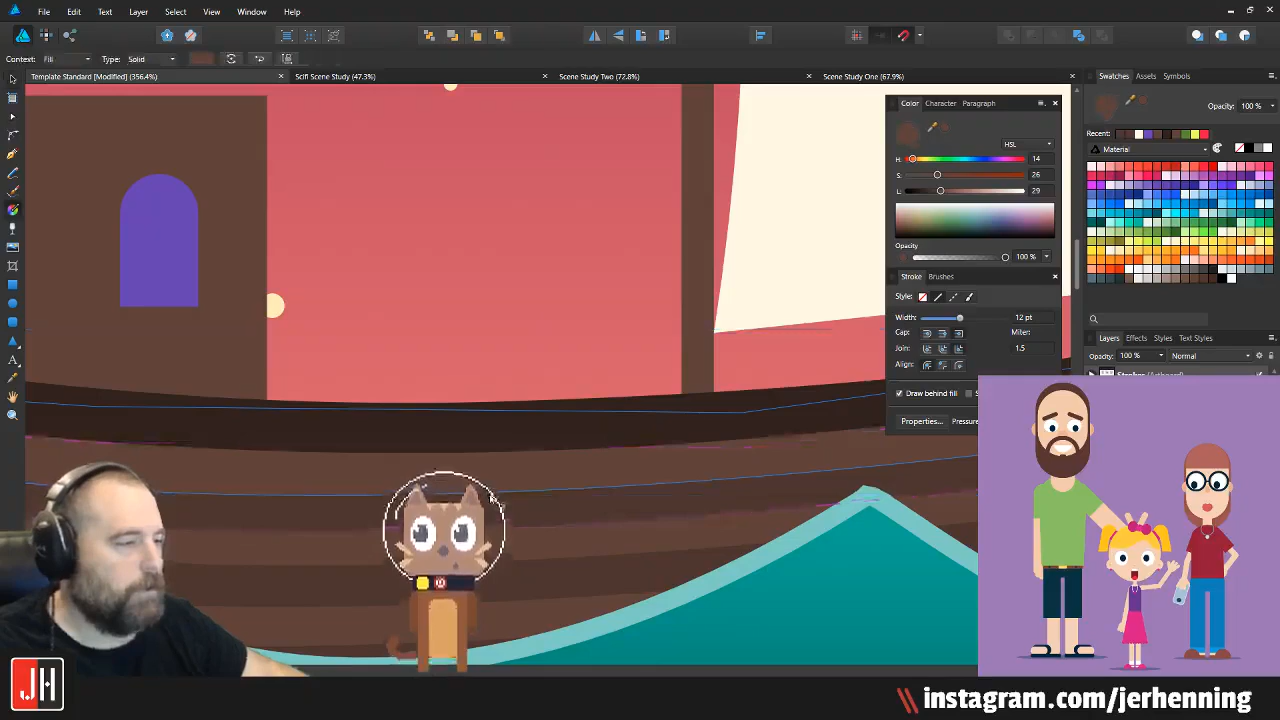 File Edit Text Layer Select View Window Help
Context: Fill Type: Solid
Template Standard [Modified] (356.4%) Scifi Scene Study (47.3%) Scene Study Two (72.8%) Scene Study One (67.9%)
Swatches Assets Symbols
Color Character Paragraph
Opacity: 100 %
HSL
Recent:
H: 14
Material
S: 26
L: 29
Opacity
100 %
Stroke Brushes
Style:
Width: 12 pt
Cap: Miter:
Join: 1.5
Align:
Layers Effects Styles Text Styles
Opacity: 100 % Normal
Draw behind fill
Properties... Pressure
JH
\\ instagram.com/jerhenning